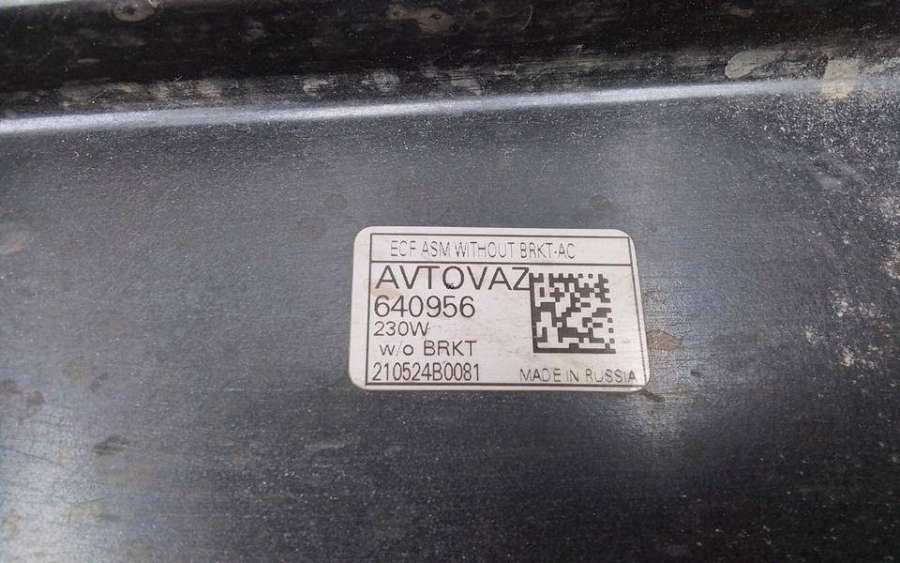 ECF ASM WITHOUT BRKT-AC
AVTOVAZ
640956
230W
w/o BRKT
210524B0081 MADE IN RUSSIA